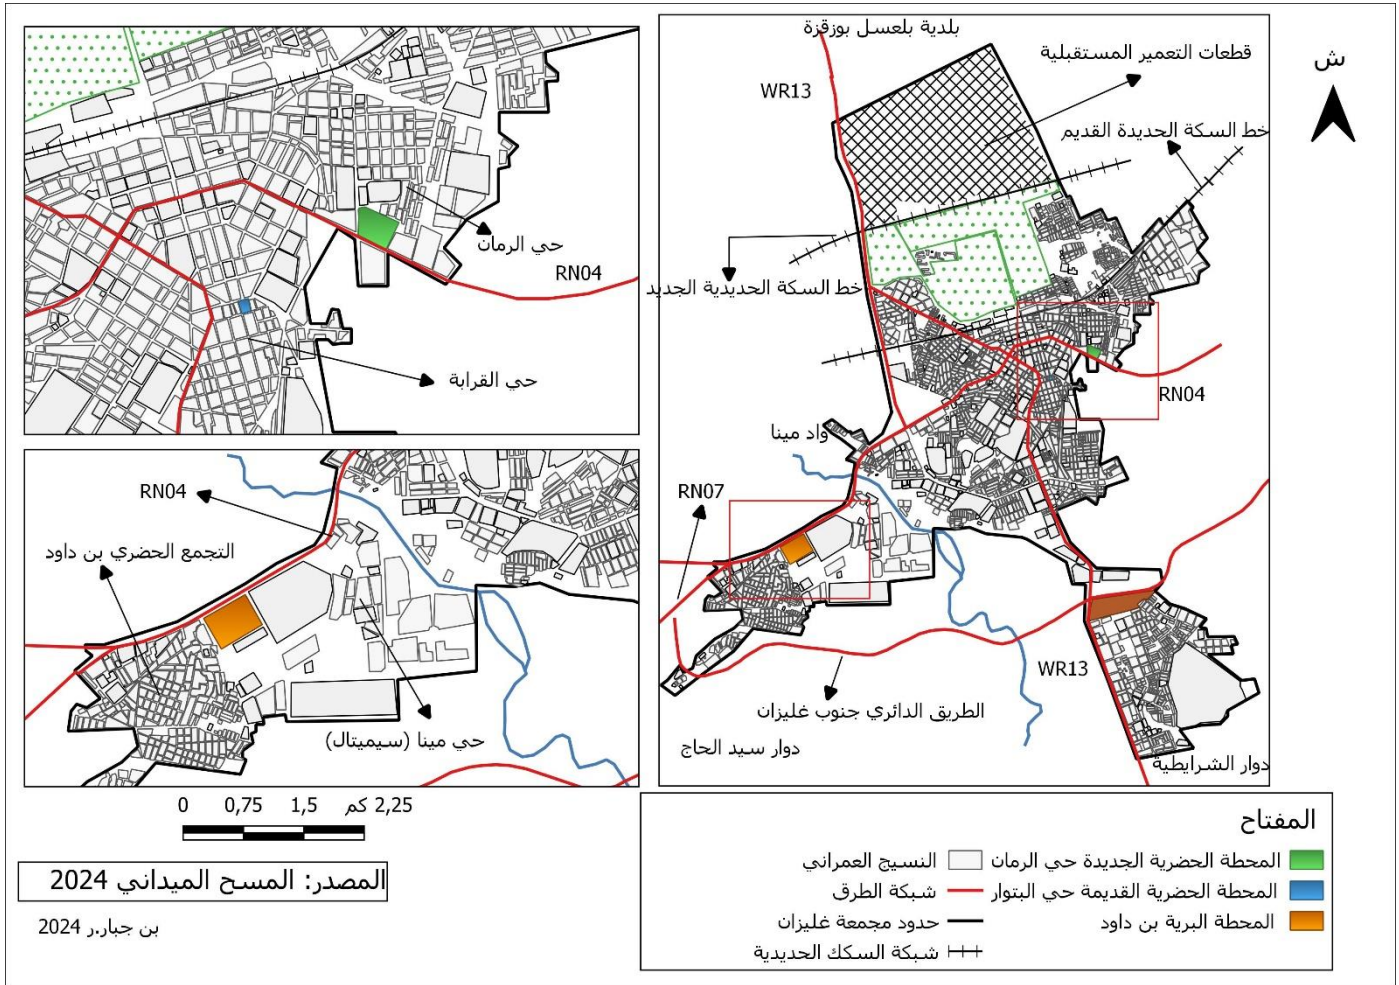 حي الرمان
RN04
حي القرابة
RN04
التجمع الحضري بن داود
حي مينا (سيميتال)
بلدية بلعسل بوزقزة
قطعات التعمير المستقبلية
ش
WR13
خط السكة الحديدة القديم
خط السكة الحديدية الجديد
RN04
واد مينا
RN07
WR13
الطريق الدائري جنوب غليزان
دوار سيد الحاج
دوار الشرايطية
0 0,75 1,5 2,25 كم
المصدر: المسح الميداني 2024
بن جبار.ر 2024
المفتاح
المحطة الحضرية الجديدة حي الرمان
المحطة الحضرية القديمة حي البتوار
المحطة البرية بن داود
النسيج العمراني
شبكة الطرق
حدود مجمعة غليزان
شبكة السكك الحديدية